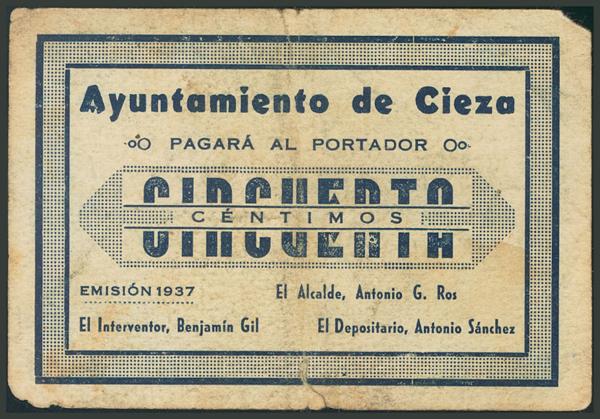 Ayuntamiento de Cieza
PAGARÁ AL PORTADOR
CINCUENTA
CÉNTIMOS
EMISIÓN 1937
El Alcalde, Antonio G. Ros
El Interventor, Benjamín Gil
El Depositario, Antonio Sánchez